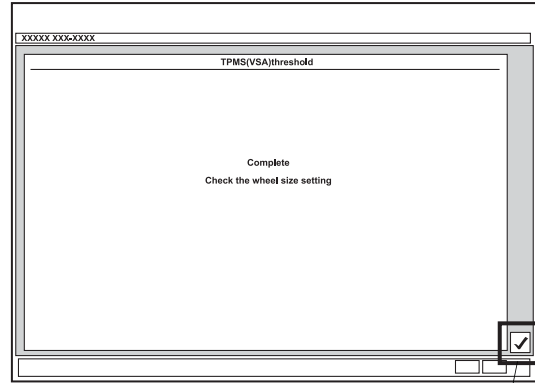 XXXXX XXX-XXXX
TPMS(VSA)threshold
Complete
Check the wheel size setting